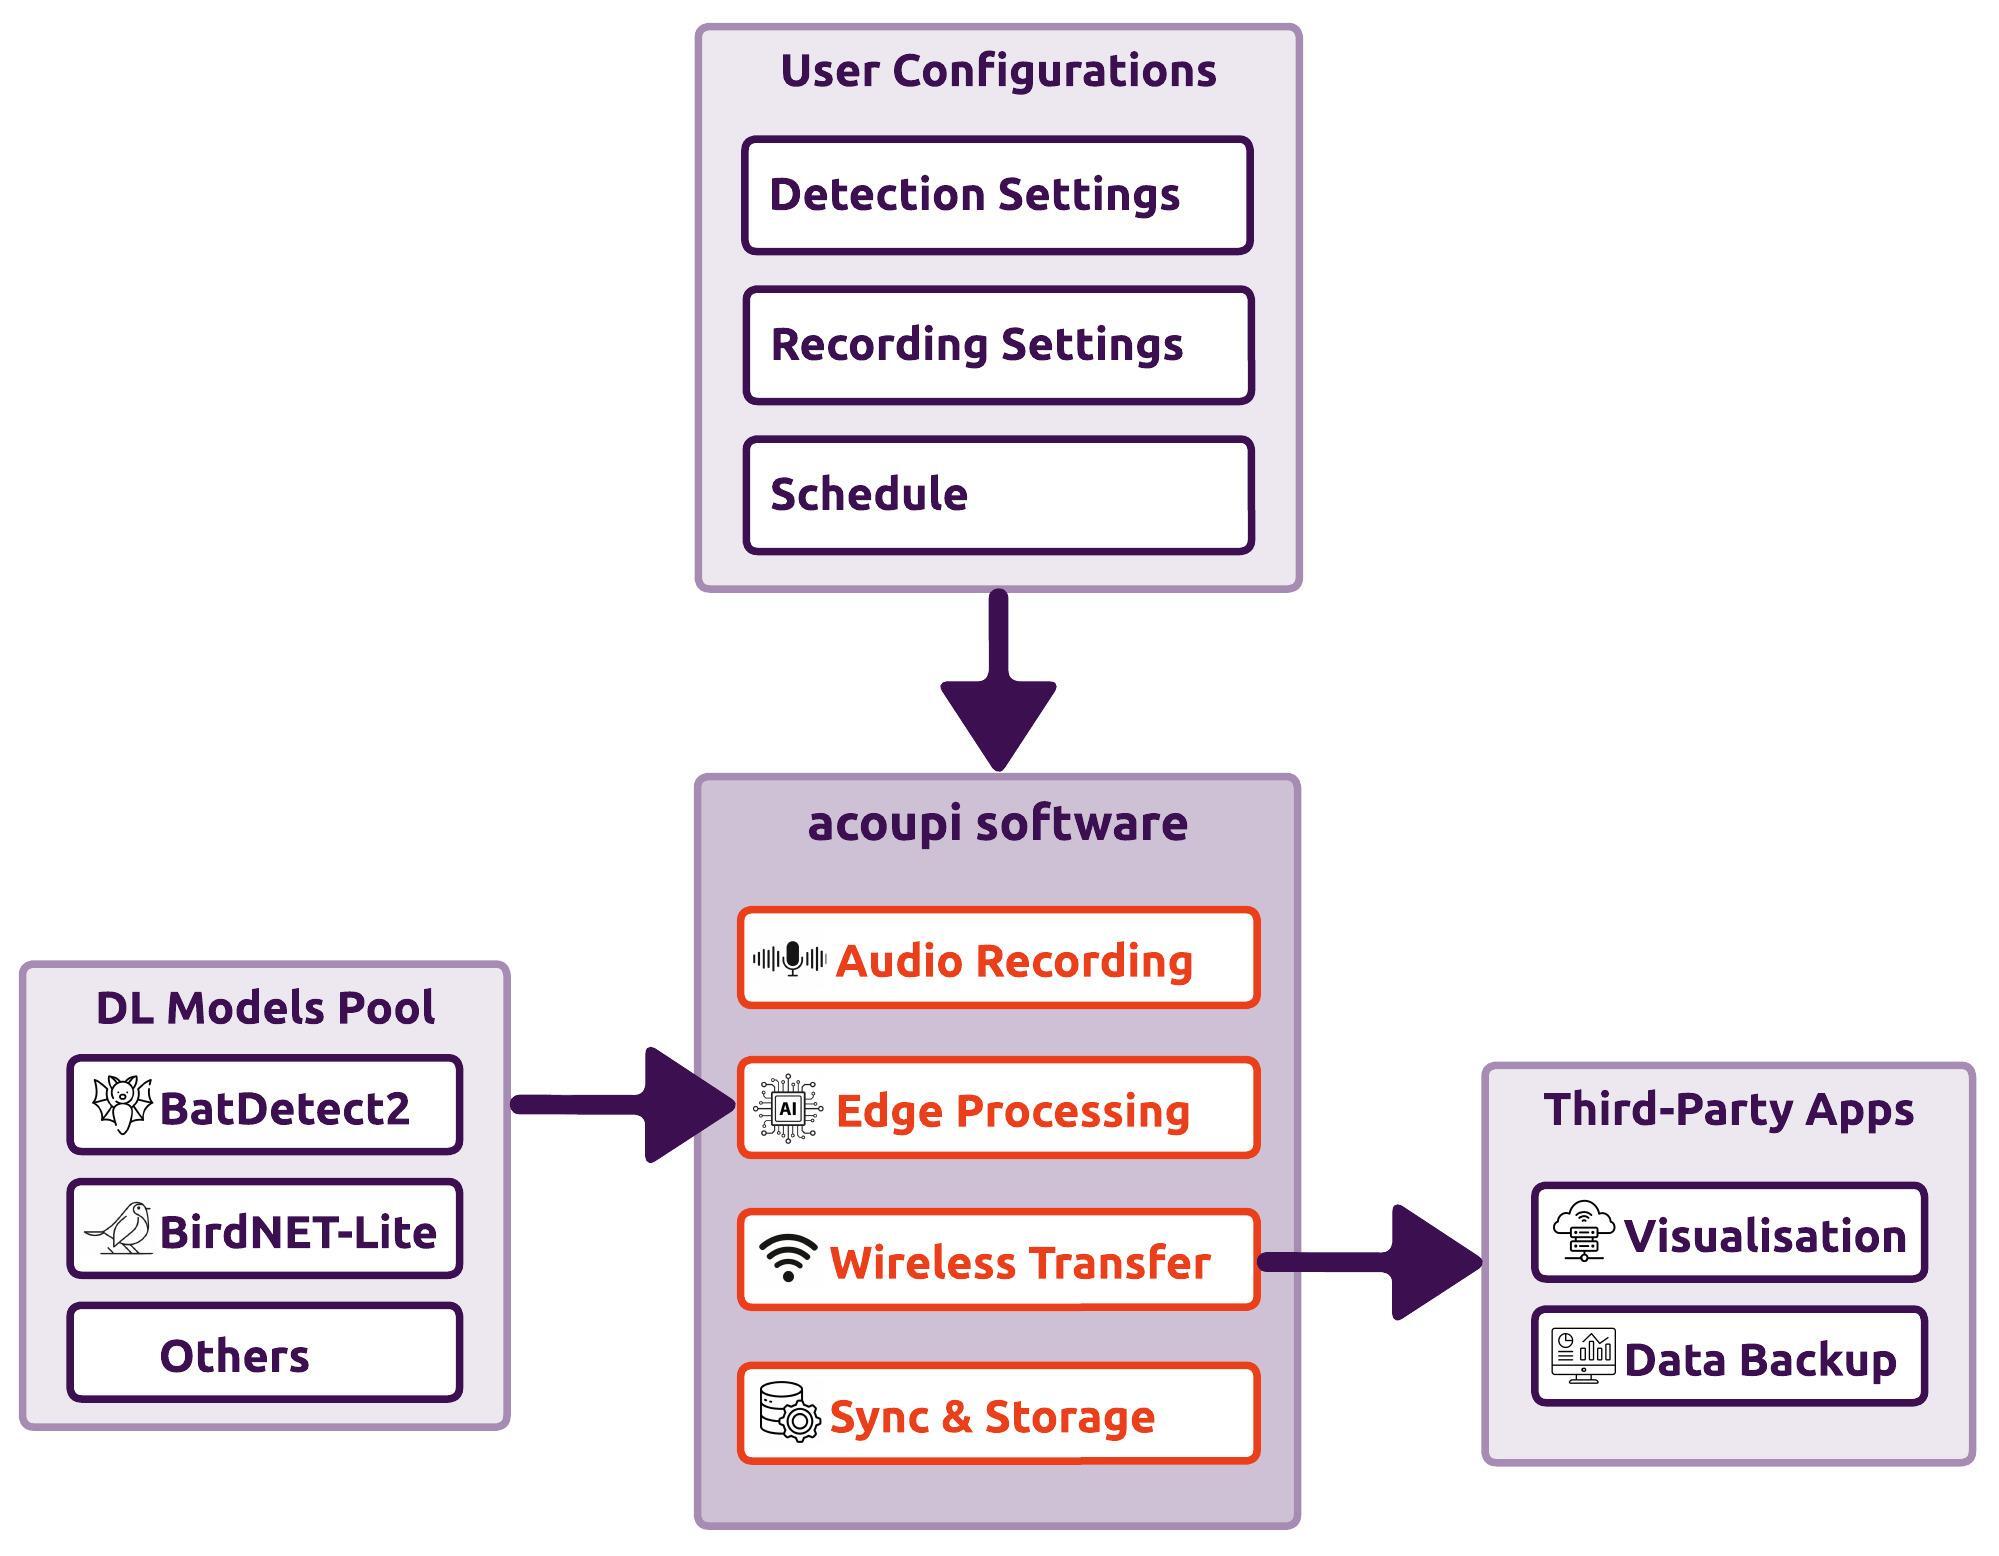 User Configurations
Detection Settings
Recording Settings
Schedule
acoupi software
Audio Recording
AI
Edge Processing
Wireless Transfer
Sync & Storage
DL Models Pool
BatDetect2
BirdNET-Lite
Others
Third-Party Apps
Visualisation
Data Backup